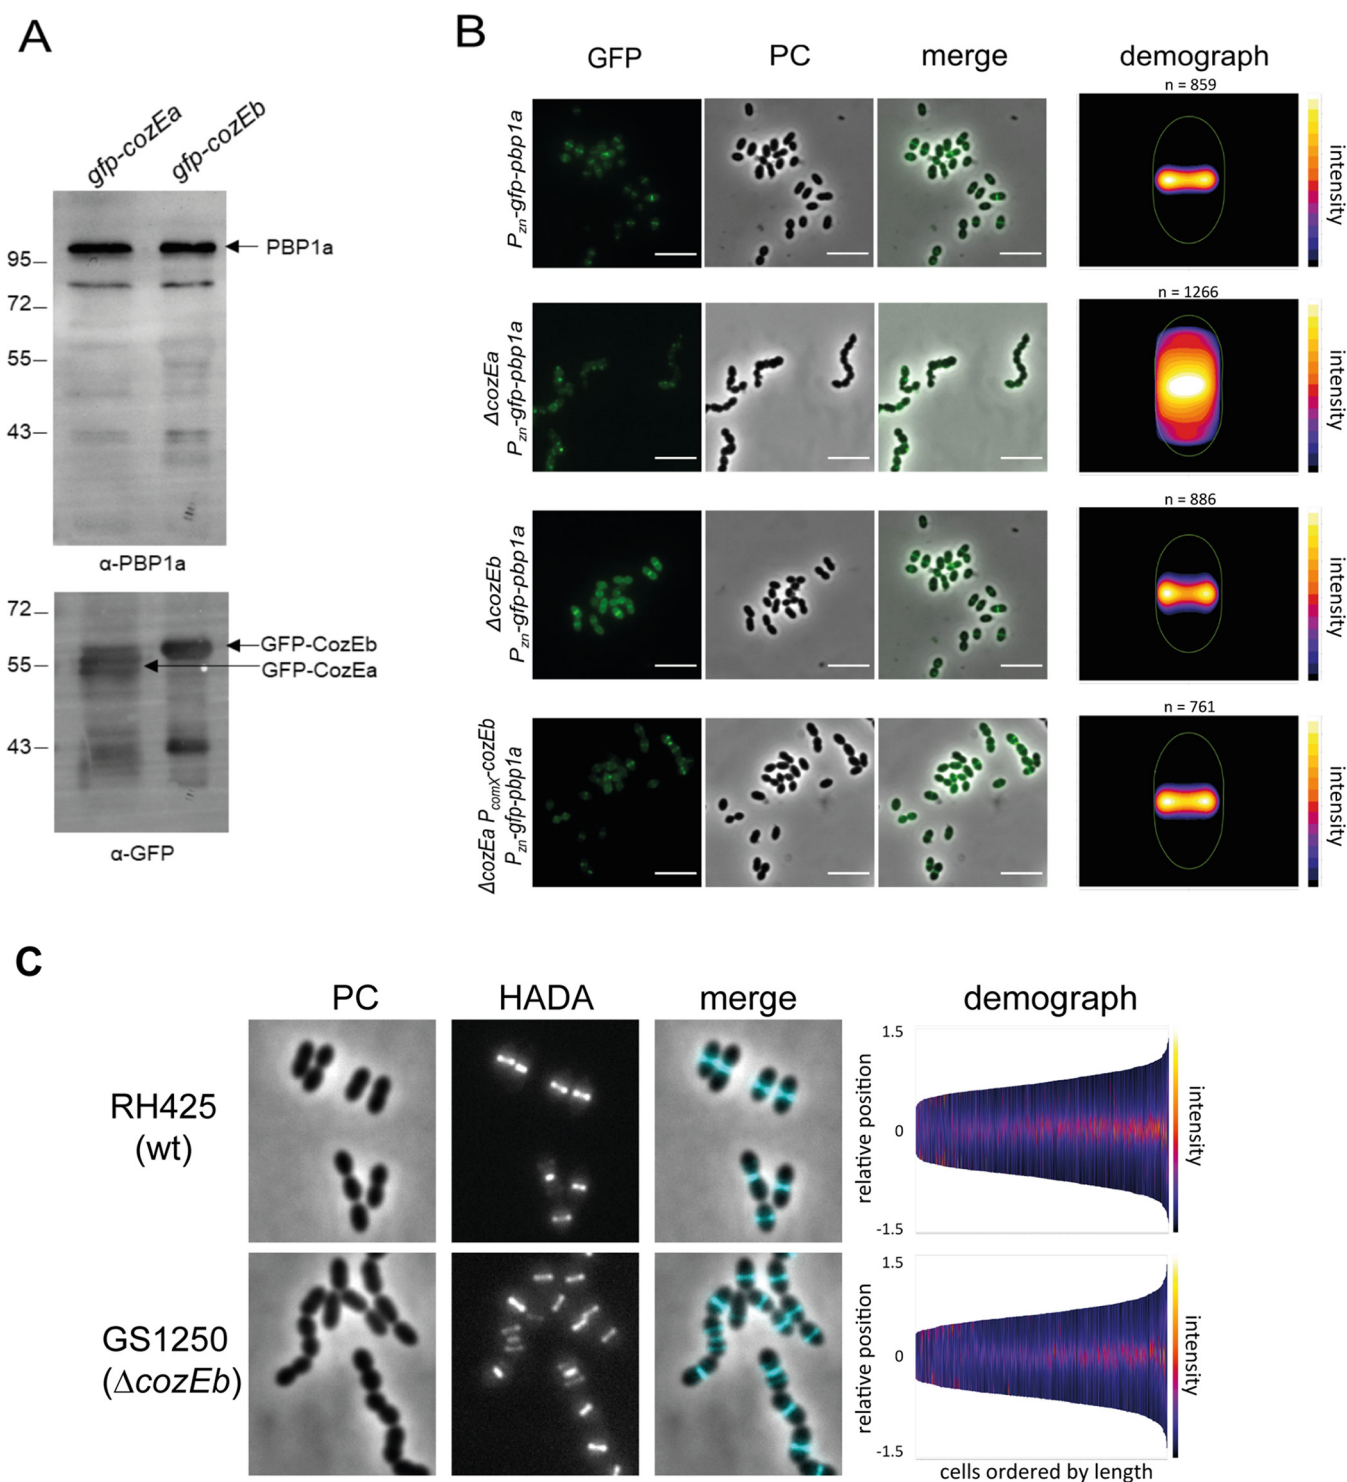 A
gfp-cozEa
gfp-cozEb
95
72
55
43
PBP1a
α-PBP1a
72
55
43
GFP-CozEb
GFP-CozEa
α-GFP
B
GFP
PC
merge
demograph
Pzn-gfp-pbp1a
n = 859
intensity
ΔcozEa
Pzn-gfp-pbp1a
n = 1266
intensity
ΔcozEb
Pzn-gfp-pbp1a
n = 886
intensity
ΔcozEa PcomX-cozEb
Pzn-gfp-pbp1a
n = 761
intensity
C
PC
HADA
merge
demograph
RH425
(wt)
relative position
1.5
0
-1.5
intensity
GS1250
(ΔcozEb)
relative position
1.5
0
-1.5
intensity
cells ordered by length